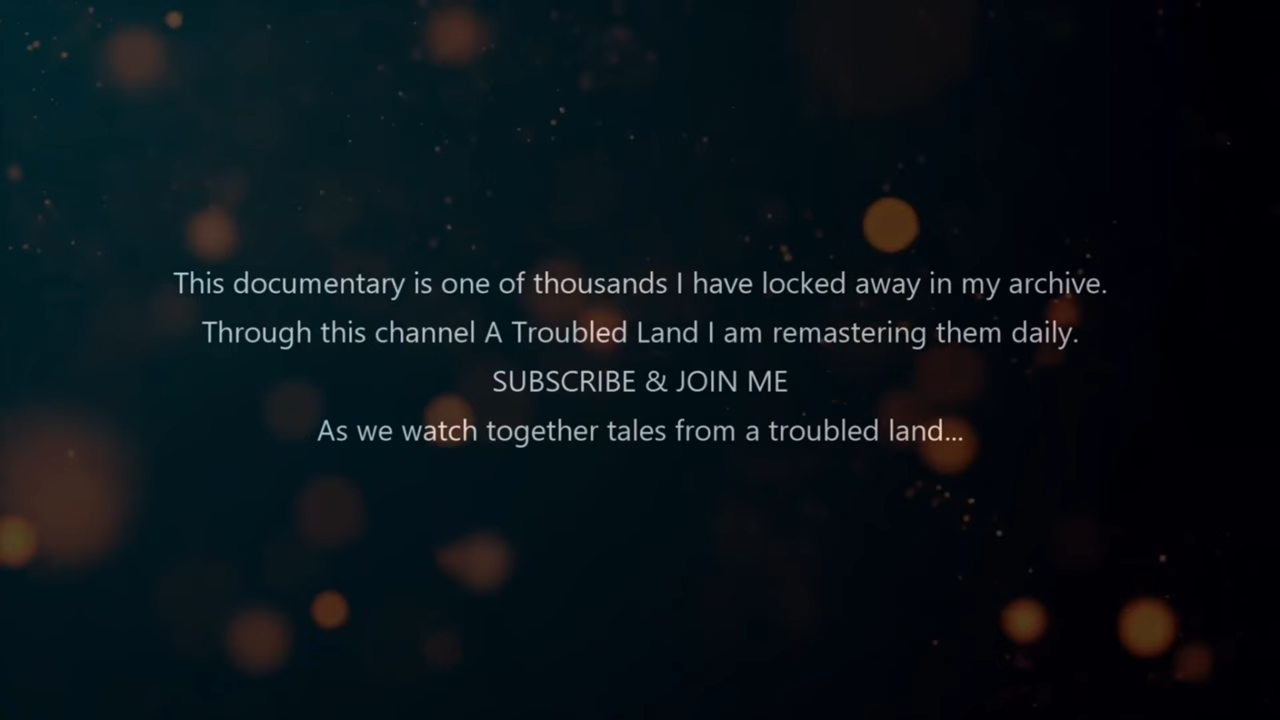 This documentary is one of thousands I have locked away in my archive.
Through this channel A Troubled Land I am remastering them daily.
SUBSCRIBE & JOIN ME
As we watch together tales from a troubled land...